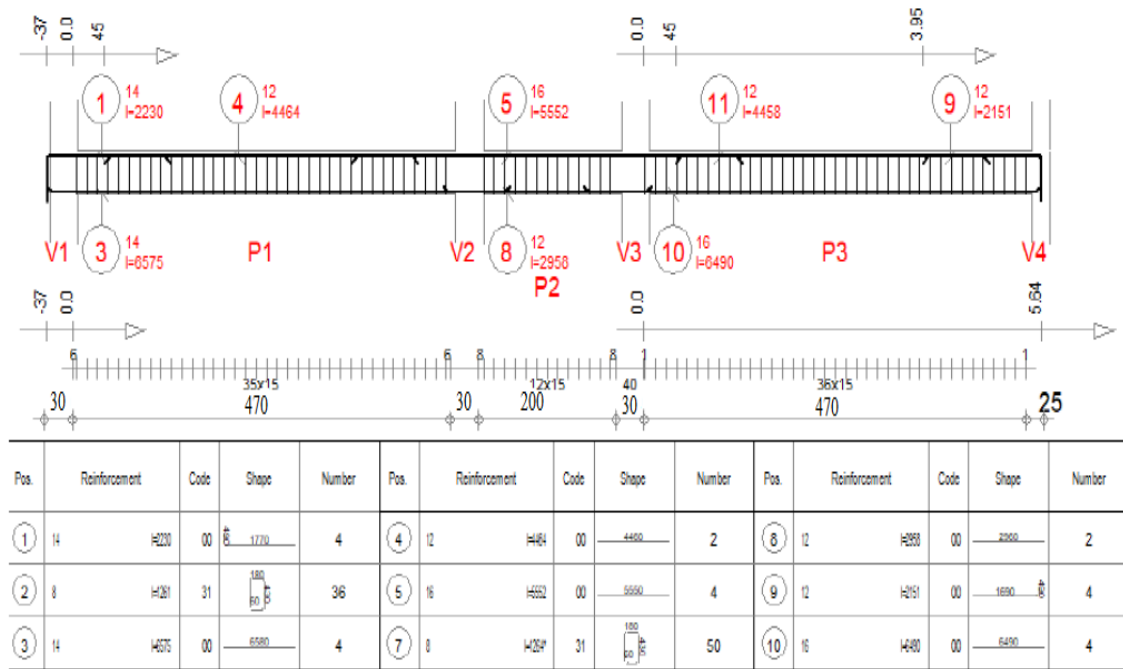 -37 0.0 45 0.0 45 3.95
1 14 l=2230 4 12 l=4464 5 16 l=5552 11 12 l=4458 9 12 l=2151
V1 3 14 l=6575 P1 V2 8 12 l=2958 P2 V3 10 16 l=6490 P3 V4
-37 0.0 0.0 5.64
6 6 8 8 1 1
35x15 12x15 40 36x15
30 470 30 200 30 470 25
Pos. Reinforcement Code Shape Number Pos. Reinforcement Code Shape Number Pos. Reinforcement Code Shape Number
1 14 l=2230 00 1770 4 4 12 l=4464 00 4460 2 8 12 l=2958 00 2960 2
2 8 l=1261 31 180 60 36 5 16 l=5552 00 5550 4 9 12 l=2151 00 1690 4
3 14 l=6575 00 6580 4 7 8 l=1264* 31 180 60 50 10 16 l=6490 00 6490 4